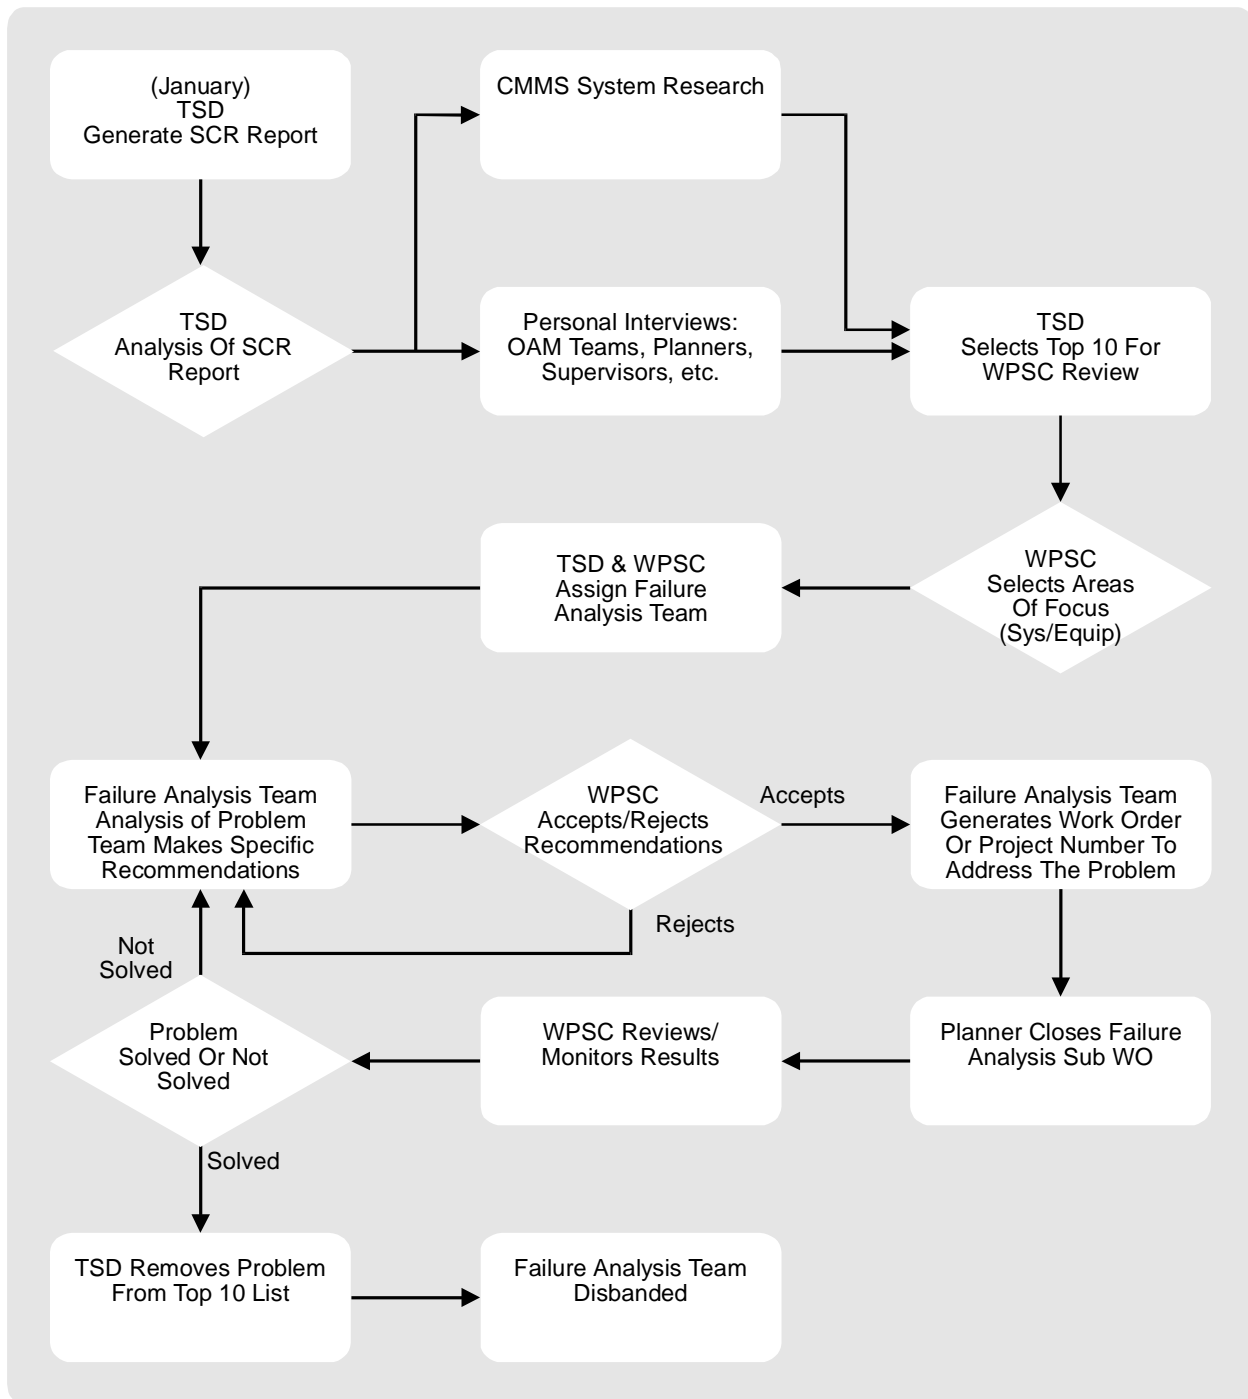 (January)
TSD
Generate SCR Report
CMMS System Research
TSD
Analysis Of SCR
Report
Personal Interviews:
OAM Teams, Planners,
Supervisors, etc.
TSD
Selects Top 10 For
WPSC Review
TSD & WPSC
Assign Failure
Analysis Team
WPSC
Selects Areas
Of Focus
(Sys/Equip)
Failure Analysis Team
Analysis of Problem
Team Makes Specific
Recommendations
WPSC
Accepts/Rejects
Recommendations
Accepts
Failure Analysis Team
Generates Work Order
Or Project Number To
Address The Problem
Rejects
Not
Solved
Problem
Solved Or Not
Solved
WPSC Reviews/
Monitors Results
Planner Closes Failure
Analysis Sub WO
Solved
TSD Removes Problem
From Top 10 List
Failure Analysis Team
Disbanded